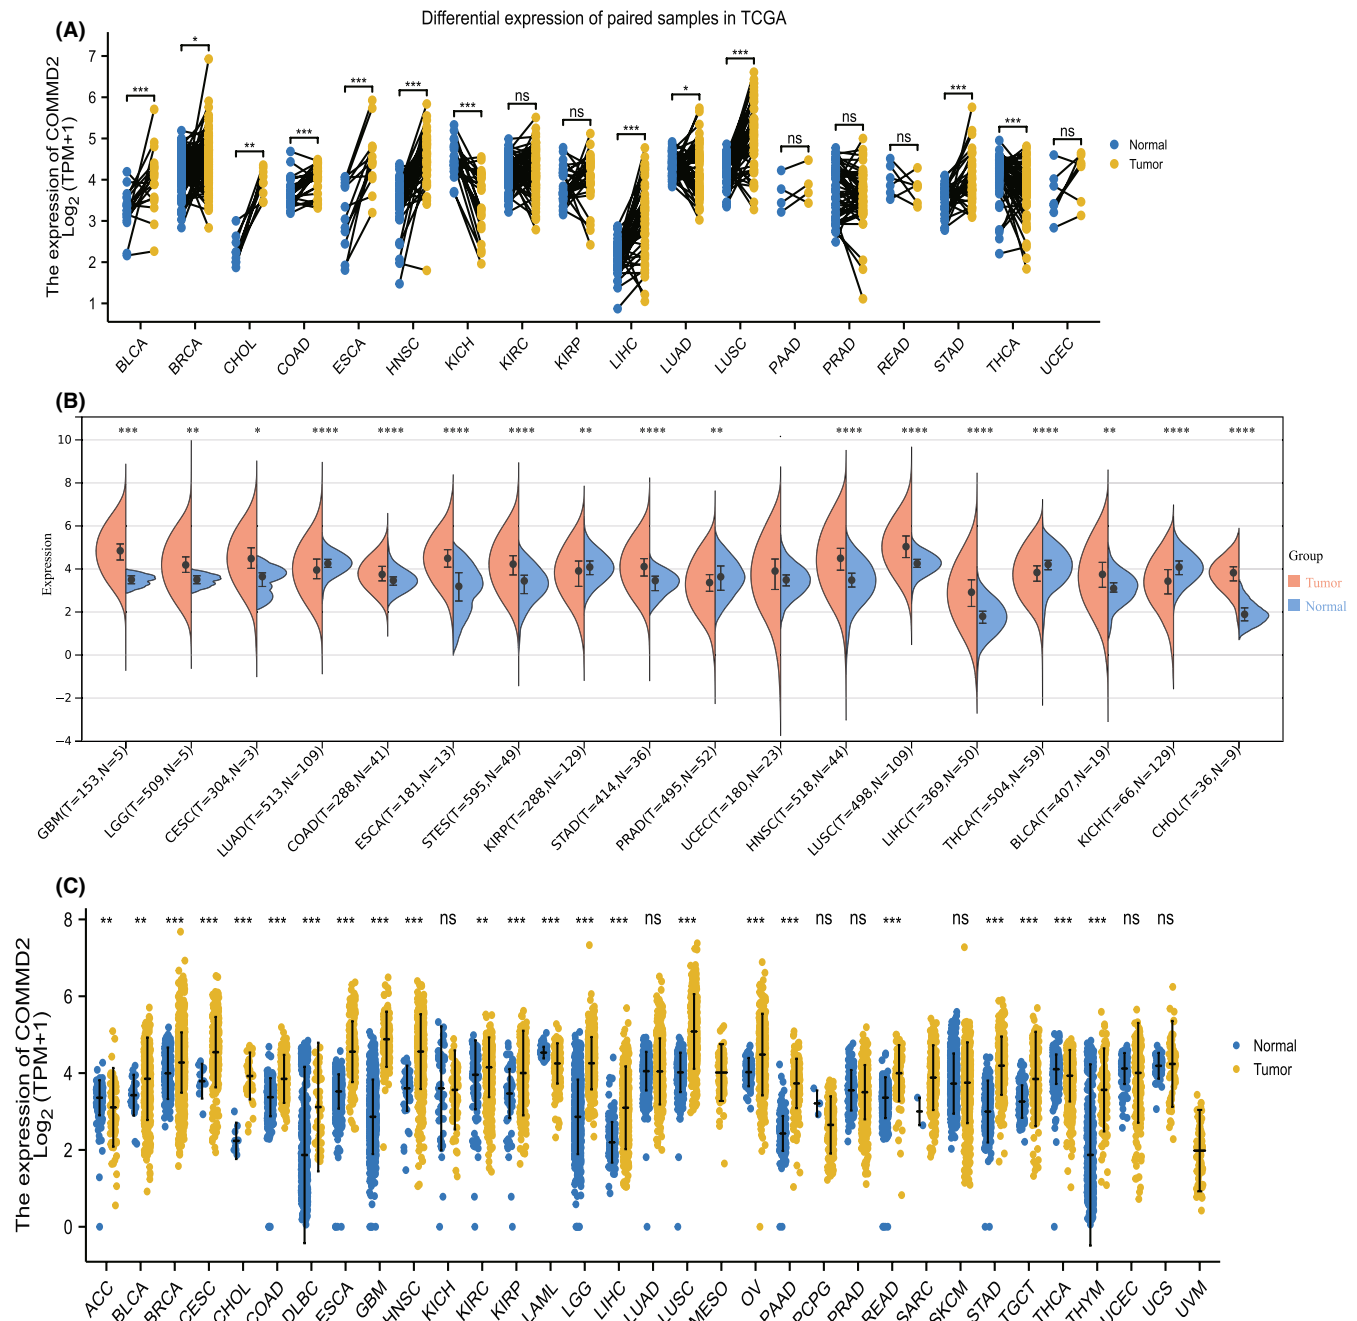 Differential expression of paired samples in TCGA
(A)
The expression of COMMD2
Log2 (TPM+1)
7
6
5
4
3
2
1
*** * ** *** *** *** *** ns ns *** * *** ns ns ns *** *** ns
Normal
Tumor
BLCA BRCA CHOL COAD ESCA HNSC KICH KIRC KIRP LIHC LUAD LUSC PAAD PRAD READ STAD THCA UCEC
(B)
Expression
10
8
6
4
2
0
−2
−4
*** ** * **** **** **** **** ** **** ** . **** **** **** **** ** **** ****
Group
Tumor
Normal
GBM(T=153,N=5)
LGG(T=509,N=5)
CESC(T=304,N=3)
LUAD(T=513,N=109)
COAD(T=288,N=41)
ESCA(T=181,N=13)
STES(T=595,N=49)
KIRP(T=288,N=129)
STAD(T=414,N=36)
PRAD(T=495,N=52)
UCEC(T=180,N=23)
HNSC(T=518,N=44)
LUSC(T=498,N=109)
LIHC(T=369,N=50)
THCA(T=504,N=59)
BLCA(T=407,N=19)
KICH(T=66,N=129)
CHOL(T=36,N=9)
(C)
The expression of COMMD2
Log2 (TPM+1)
8
6
4
2
0
** ** *** *** *** *** *** *** *** *** ns ** *** *** *** *** ns *** *** *** ns ns *** ns *** *** *** *** ns ns
Normal
Tumor
ACC BLCA BRCA CESC CHOL COAD DLBC ESCA GBM HNSC KICH KIRC KIRP LAML LGG LIHC LUAD LUSC MESO OV PAAD PCPG PRAD READ SARC SKCM STAD TGCT THCA THYM UCEC UCS UVM